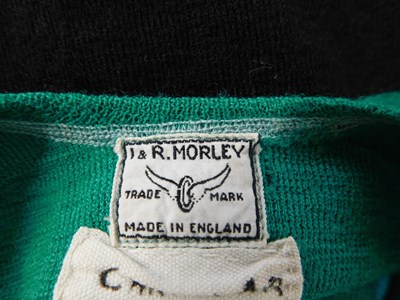 I & R. MORLEY
TRADE MARK
MADE IN ENGLAND